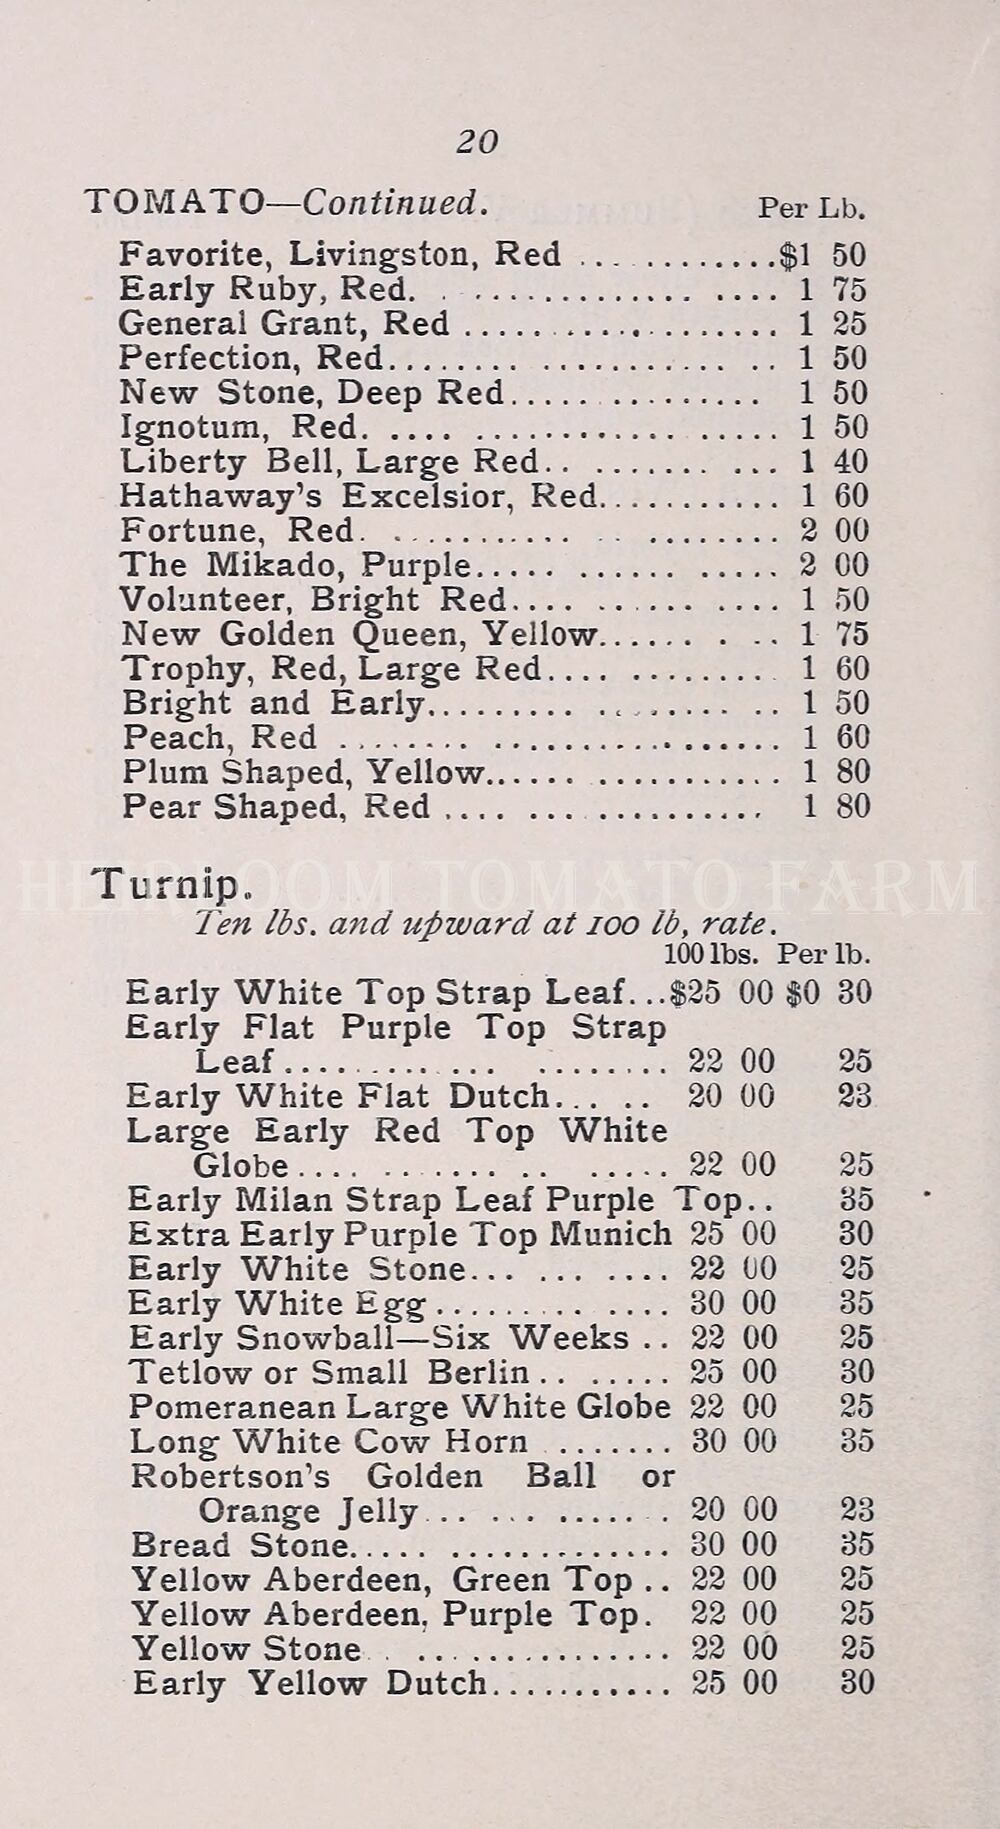 20
TOMATO—Continued. Per Lb.
Favorite, Livingston, Red .............$1 50
Early Ruby, Red. .................... 1 75
General Grant, Red .................... 1 25
Perfection, Red........................ 1 50
New Stone, Deep Red............... 1 50
Ignotum, Red. ........................ 1 50
Liberty Bell, Large Red............. 1 40
Hathaway's Excelsior, Red........... 1 60
Fortune, Red. .................... 2 00
The Mikado, Purple................ 2 00
Volunteer, Bright Red.............. 1 50
New Golden Queen, Yellow.......... 1 75
Trophy, Red, Large Red............. 1 60
Bright and Early.................... 1 50
Peach, Red ......................... 1 60
Plum Shaped, Yellow................. 1 80
Pear Shaped, Red ................. 1 80
HEIRLOOM TOMATO FARM
Turnip.
Ten lbs. and upward at 100 lb, rate.
100 lbs. Per lb.
Early White Top Strap Leaf...$25 00 $0 30
Early Flat Purple Top Strap
Leaf..................... 22 00 25
Early White Flat Dutch..... 20 00 23
Large Early Red Top White
Globe..................... 22 00 25
Early Milan Strap Leaf Purple Top.. 35
Extra Early Purple Top Munich 25 00 30
Early White Stone.......... 22 00 25
Early White Egg.............. 30 00 35
Early Snowball—Six Weeks .. 22 00 25
Tetlow or Small Berlin....... 25 00 30
Pomeranean Large White Globe 22 00 25
Long White Cow Horn ........ 30 00 35
Robertson's Golden Ball or
Orange Jelly............. 20 00 23
Bread Stone.................. 30 00 35
Yellow Aberdeen, Green Top .. 22 00 25
Yellow Aberdeen, Purple Top. 22 00 25
Yellow Stone ................ 22 00 25
Early Yellow Dutch........... 25 00 30